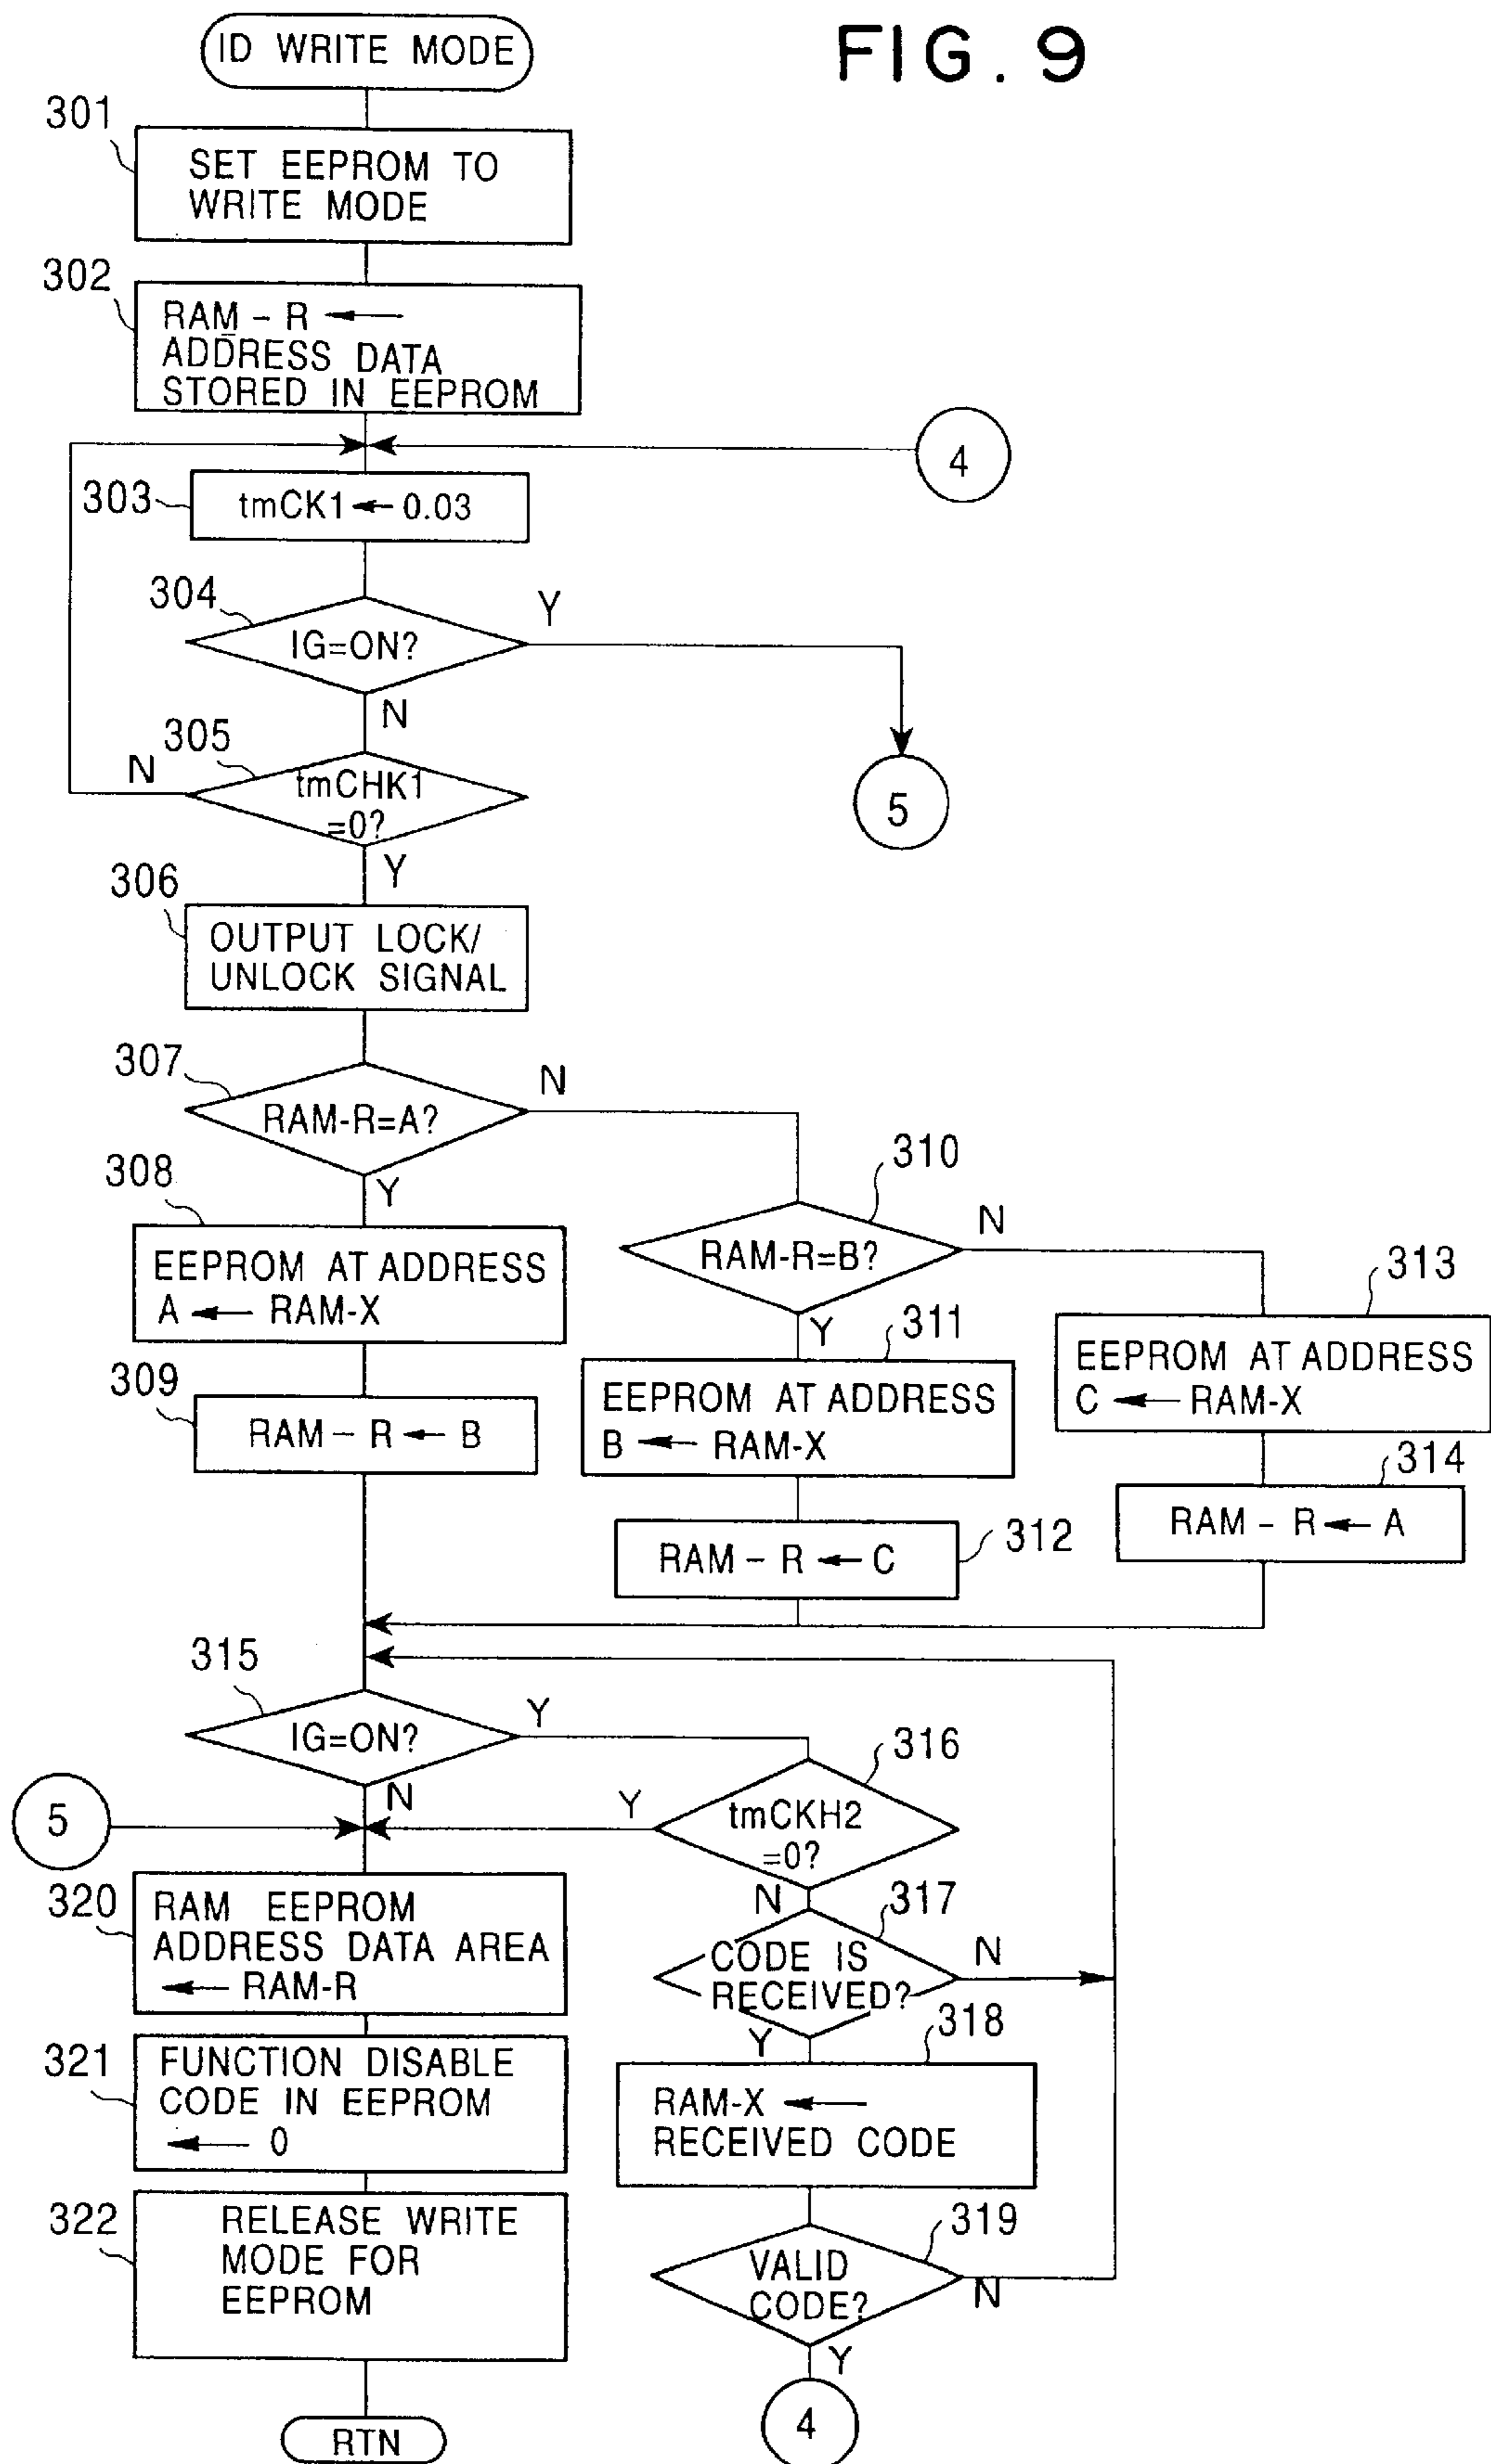 FIG. 9
ID WRITE MODE
301
SET EEPROM TO
WRITE MODE
302
RAM - R ←
ADDRESS DATA
STORED IN EEPROM
4
303
tmCK1 ← 0.03
304
IG=ON?
Y
N
305
N
tmCHK1
=0?
5
Y
306
OUTPUT LOCK/
UNLOCK SIGNAL
307
RAM-R=A?
N
Y
308
EEPROM AT ADDRESS
A ← RAM-X
309
RAM - R ← B
310
RAM-R=B?
N
Y
311
EEPROM AT ADDRESS
B ← RAM-X
312
RAM - R ← C
313
EEPROM AT ADDRESS
C ← RAM-X
314
RAM - R ← A
315
IG=ON?
Y
N
316
tmCKH2
=0?
Y
N
5
317
CODE IS
RECEIVED?
N
Y
318
RAM-X ←
RECEIVED CODE
319
VALID
CODE?
N
Y
4
320
RAM EEPROM
ADDRESS DATA AREA
← RAM-R
321
FUNCTION DISABLE
CODE IN EEPROM
← 0
322
RELEASE WRITE
MODE FOR
EEPROM
RTN